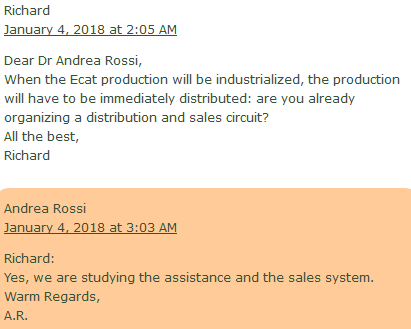 Richard
January 4, 2018 at 2:05 AM
Dear Dr Andrea Rossi,
When the Ecat production will be industrialized, the production
will have to be immediately distributed: are you already
organizing a distribution and sales circuit?
All the best,
Richard
Andrea Rossi
January 4, 2018 at 3:03 AM
Richard:
Yes, we are studying the assistance and the sales system.
Warm Regards,
A.R.